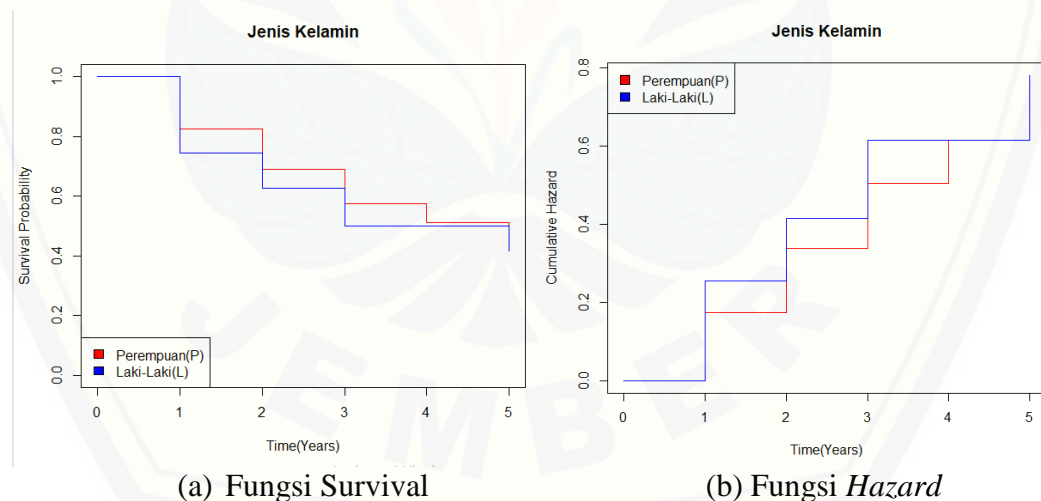 Jenis Kelamin
Survival Probability
1.0
0.8
0.6
0.4
0.2
0.0
Perempuan(P)
Laki-Laki(L)
0 1 2 3 4 5
Time(Years)
(a) Fungsi Survival
Jenis Kelamin
Perempuan(P)
Laki-Laki(L)
Cumulative Hazard
0.8
0.6
0.4
0.2
0.0
0 1 2 3 4 5
Time(Years)
(b) Fungsi Hazard
JEMBER